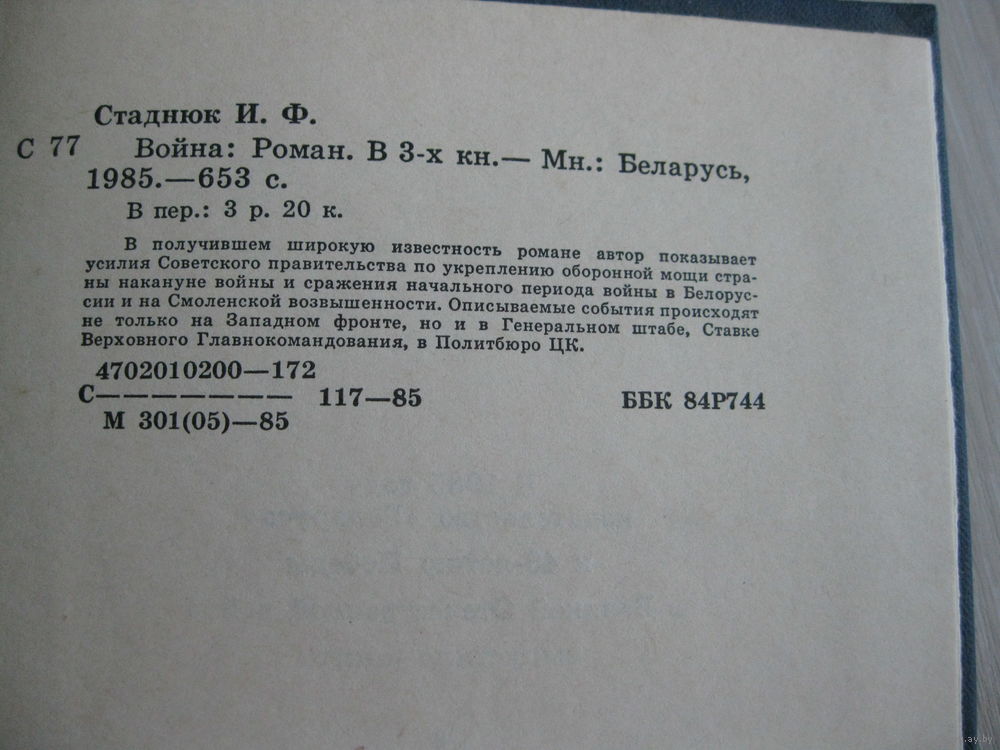 Стаднюк И. Ф.
С 77 Война: Роман. В 3-х кн.— Мн.: Беларусь,
1985.—653 с.
В пер.: 3 р. 20 к.
В получившем широкую известность романе автор показывает
усилия Советского правительства по укреплению оборонной мощи стра-
ны накануне войны и сражения начального периода войны в Белорус-
сии и на Смоленской возвышенности. Описываемые события происходят
не только на Западном фронте, но и в Генеральном штабе, Ставке
Верховного Главнокомандования, в Политбюро ЦК.
4702010200—172
С———————— 117—85 ББК 84Р744
М 301(05)—85
.ay.by